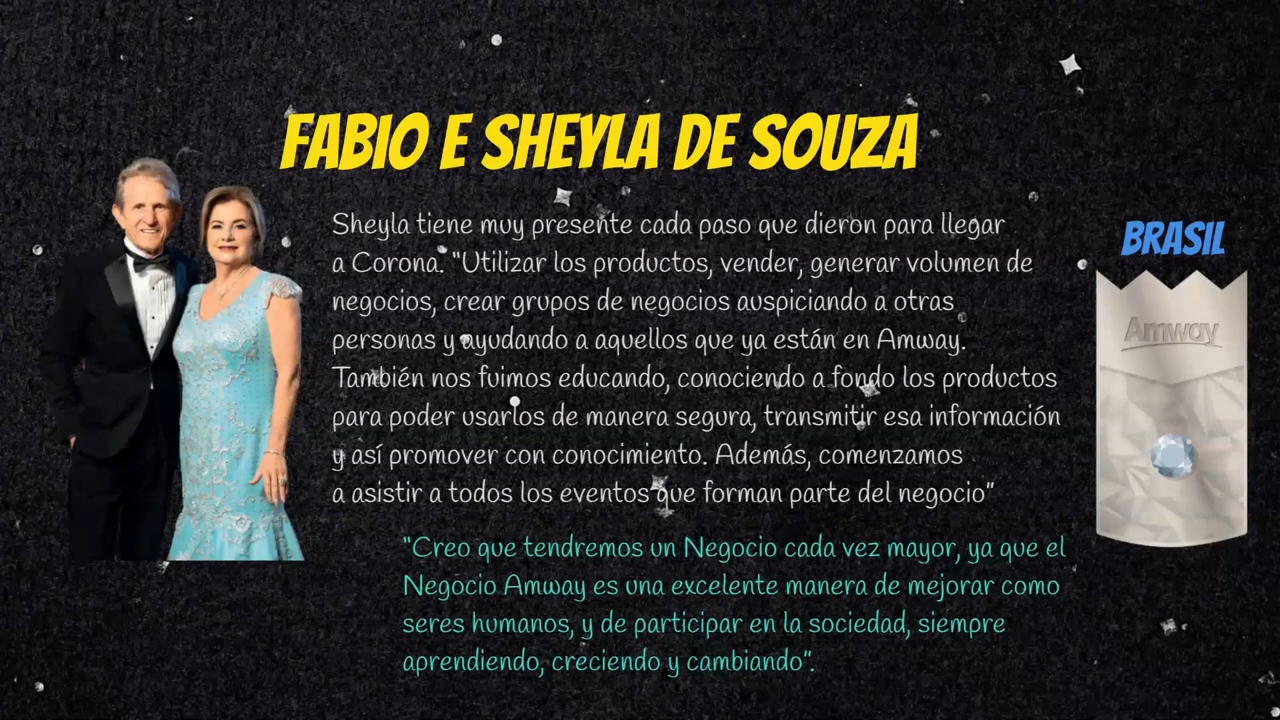 FABIO E SHEYLA DE SOUZA
Sheyla tiene muy presente cada paso que dieron para llegar
a Corona. "Utilizar los productos, vender, generar volumen de
negocios, crear grupos de negocios auspiciando a otras
personas y ayudando a aquellos que ya están en Amway.
También nos fuimos educando, conociendo a fondo los productos
para poder usarlos de manera segura, transmitir esa información
y así promover con conocimiento. Además, comenzamos
a asistir a todos los eventos que forman parte del negocio"
"Creo que tendremos un Negocio cada vez mayor, ya que el
Negocio Amway es una excelente manera de mejorar como
seres humanos, y de participar en la sociedad, siempre
aprendiendo, creciendo y cambiando".
BRASIL
Amway